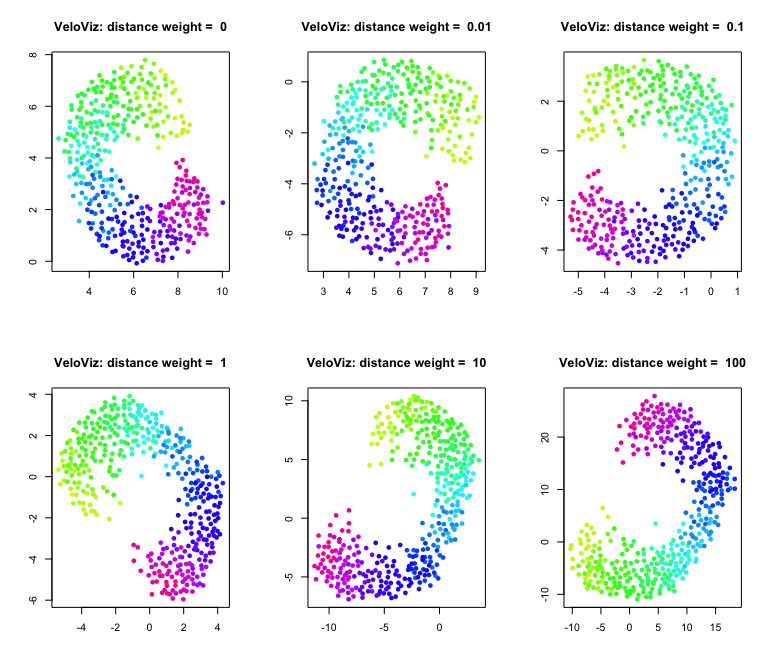 VeloViz: distance weight =  0
VeloViz: distance weight =  0.01
VeloViz: distance weight =  0.1
8
6
4
2
0
4 6 8 10
0
-2
-4
-6
3 4 5 6 7 8 9
2
0
-2
-4
-5 -4 -3 -2 -1 0 1
VeloViz: distance weight =  1
VeloViz: distance weight =  10
VeloViz: distance weight =  100
4
2
0
-2
-4
-6
-4 -2 0 2 4
10
5
0
-5
-10 -5 0
20
10
0
-10
-10 -5 0 5 10 15